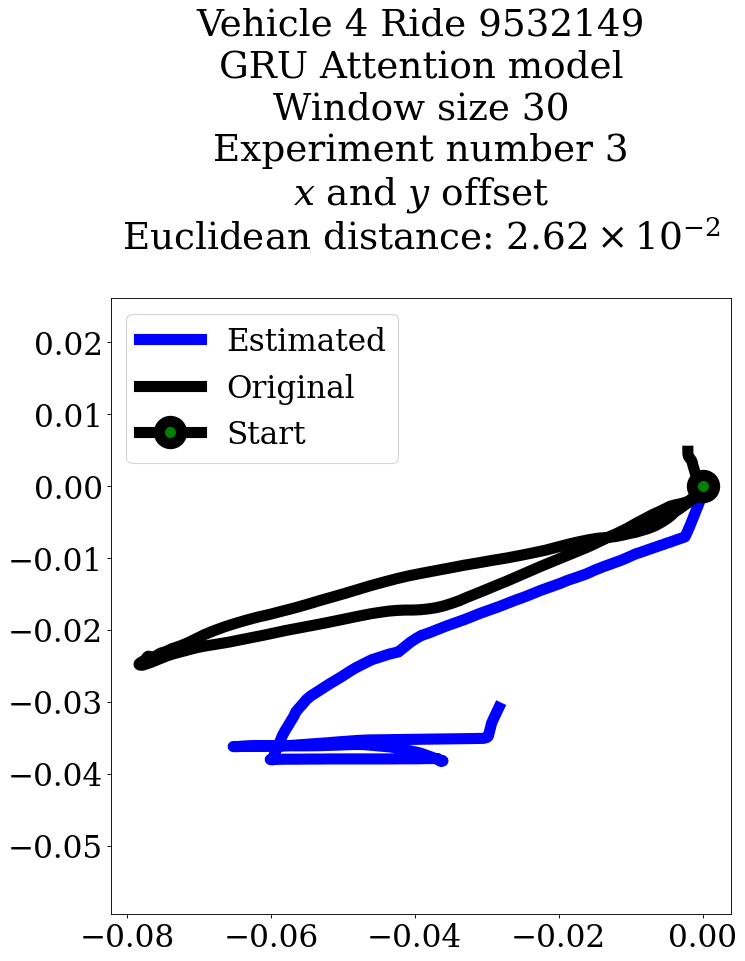 Vehicle 4 Ride 9532149
GRU Attention model
Window size 30
Experiment number 3
x and y offset
Euclidean distance: 2.62 × 10⁻²
Estimated
Original
Start
0.02
0.01
0.00
−0.01
−0.02
−0.03
−0.04
−0.05
−0.08 −0.06 −0.04 −0.02 0.00